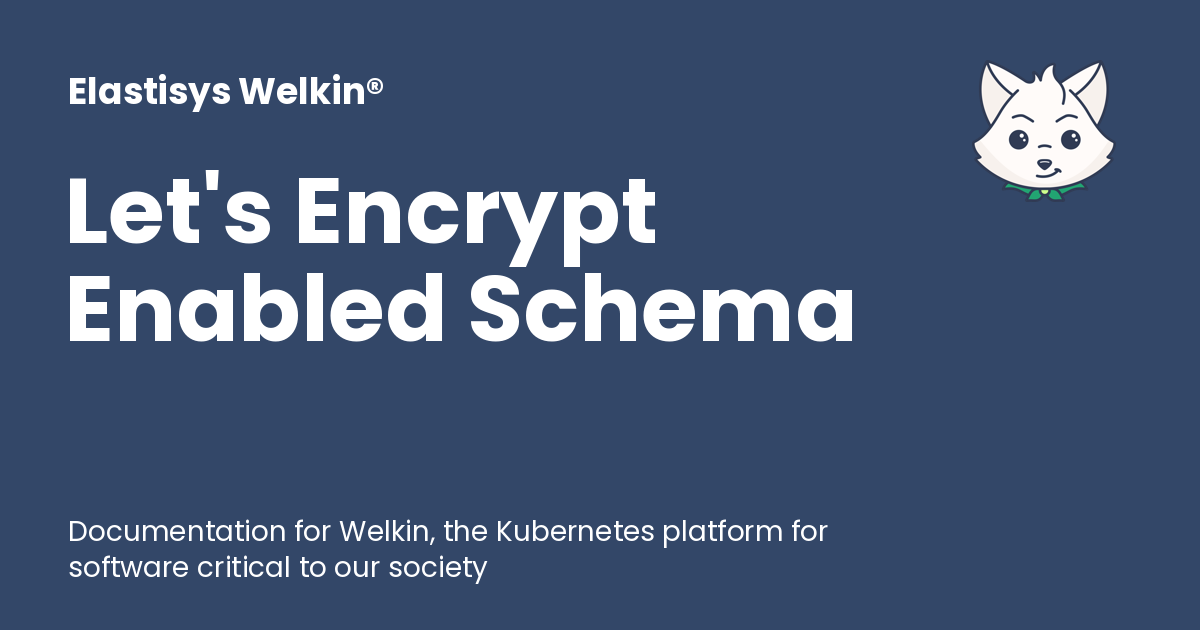 Elastisys Welkin®
Let's Encrypt
Enabled Schema
Documentation for Welkin, the Kubernetes platform for
software critical to our society